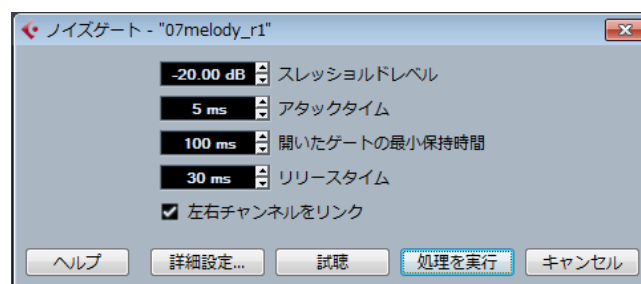 ノイズゲート - "07melody_r1"
-20.00 dB スレッショルドレベル
5 ms アタックタイム
100 ms 開いたゲートの最小保持時間
30 ms リリースタイム
左右チャンネルをリンク
ヘルプ 詳細設定... 試聴 処理を実行 キャンセル